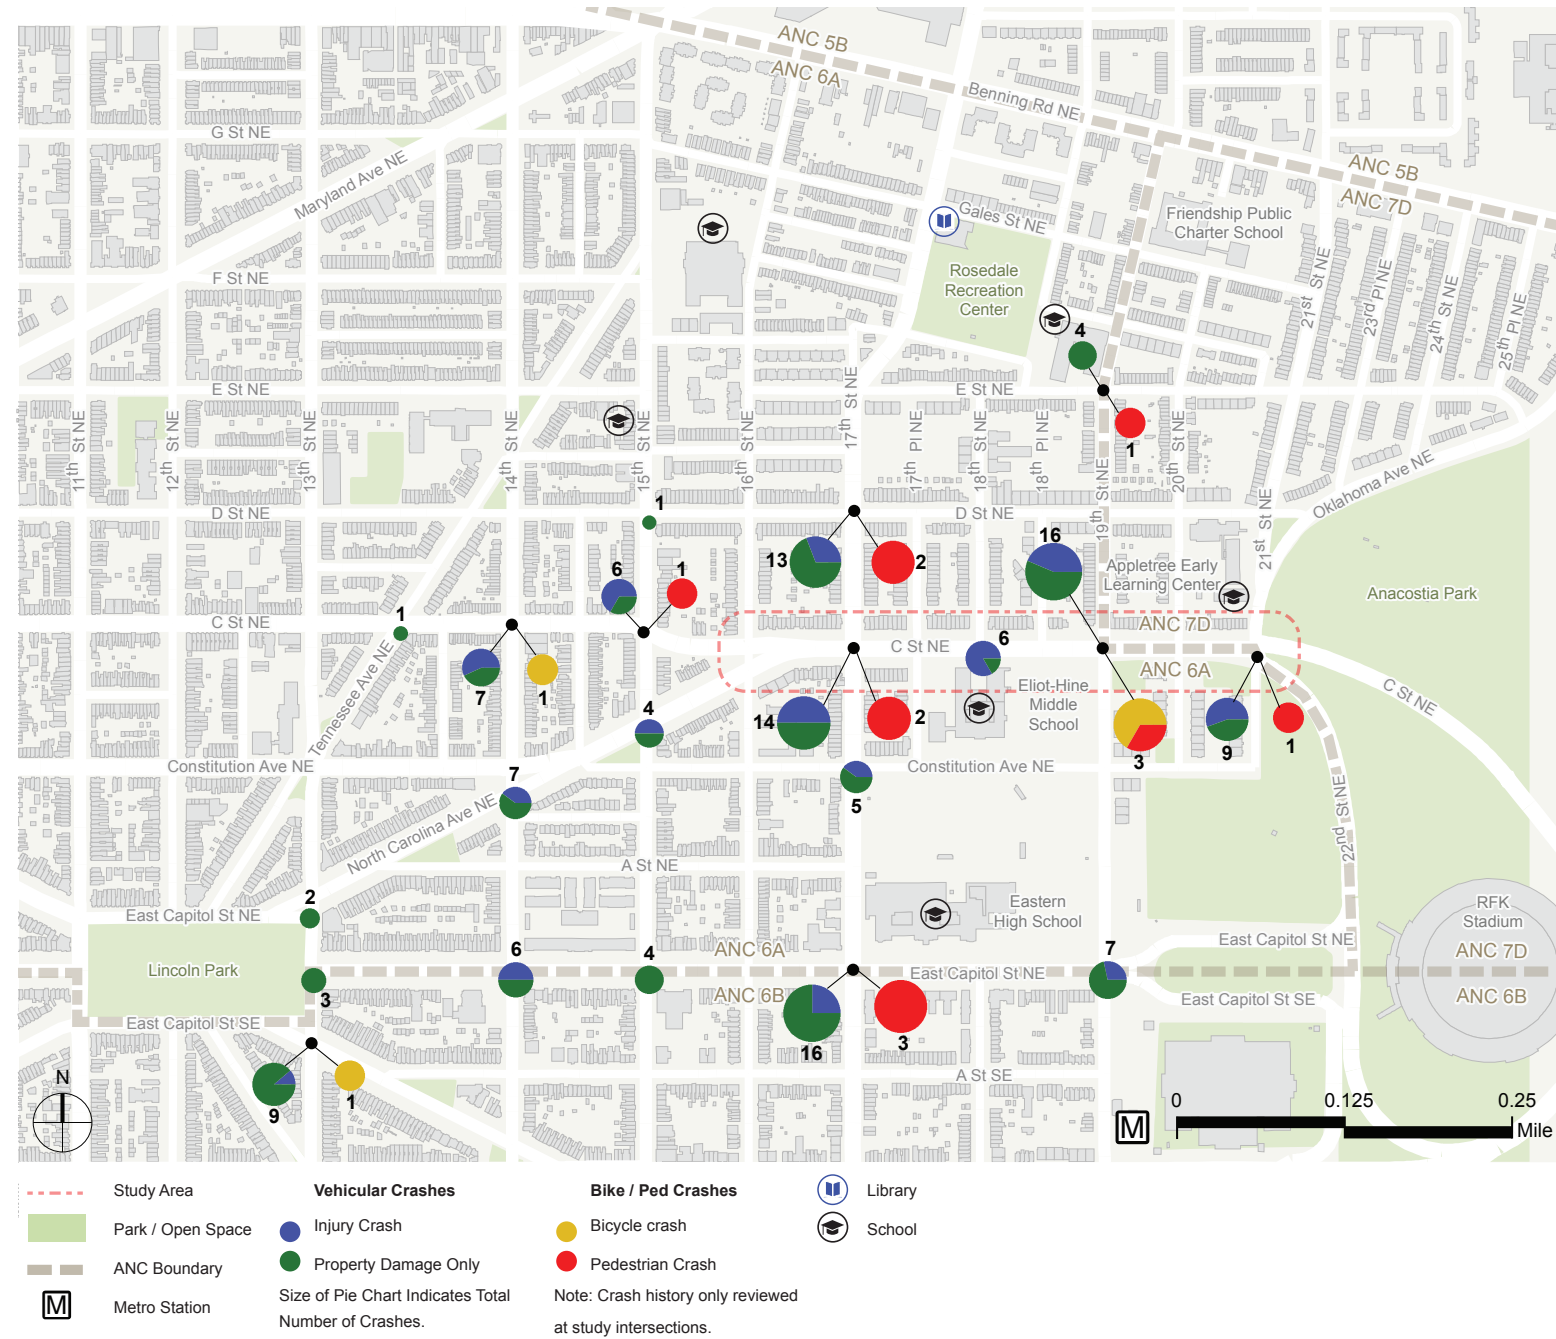 ANC 5B
ANC 6A
Benning Rd NE
ANC 5B
ANC 7D
G St NE
Maryland Ave NE
Gales St NE
Friendship Public
Charter School
F St NE
Rosedale
Recreation
Center
21st St NE
23rd Pl NE
24th St NE
25th Pl NE
4
17th St NE
E St NE
E St NE
1
11th St NE
12th St NE
13th St NE
14th St NE
15th St NE
16th St NE
17th Pl NE
18th St NE
18th Pl NE
19th St NE
20th St NE
21st St NE
Oklahoma Ave NE
D St NE
1
D St NE
16
13
2
Appletree Early
Learning Center
6
1
Anacostia Park
C St NE
1
ANC 7D
C St NE
6
ANC 6A
Tennessee Ave NE
7
1
4
14
2
Eliot-Hine
Middle
School
3
9
1
C St NE
Constitution Ave NE
Constitution Ave NE
7
5
North Carolina Ave NE
22nd St NE
A St NE
2
East Capitol St NE
Eastern
High School
RFK
Stadium
Lincoln Park
6
4
ANC 6A
7
East Capitol St NE
ANC 7D
3
ANC 6B
East Capitol St NE
East Capitol St SE
ANC 6B
East Capitol St SE
16
3
A St SE
N
9
1
M
0 0.125 0.25
Mile
Study Area
Park / Open Space
ANC Boundary
M Metro Station
Vehicular Crashes
Injury Crash
Property Damage Only
Size of Pie Chart Indicates Total
Number of Crashes.
Bike / Ped Crashes
Bicycle crash
Pedestrian Crash
Note: Crash history only reviewed
at study intersections.
Library
School